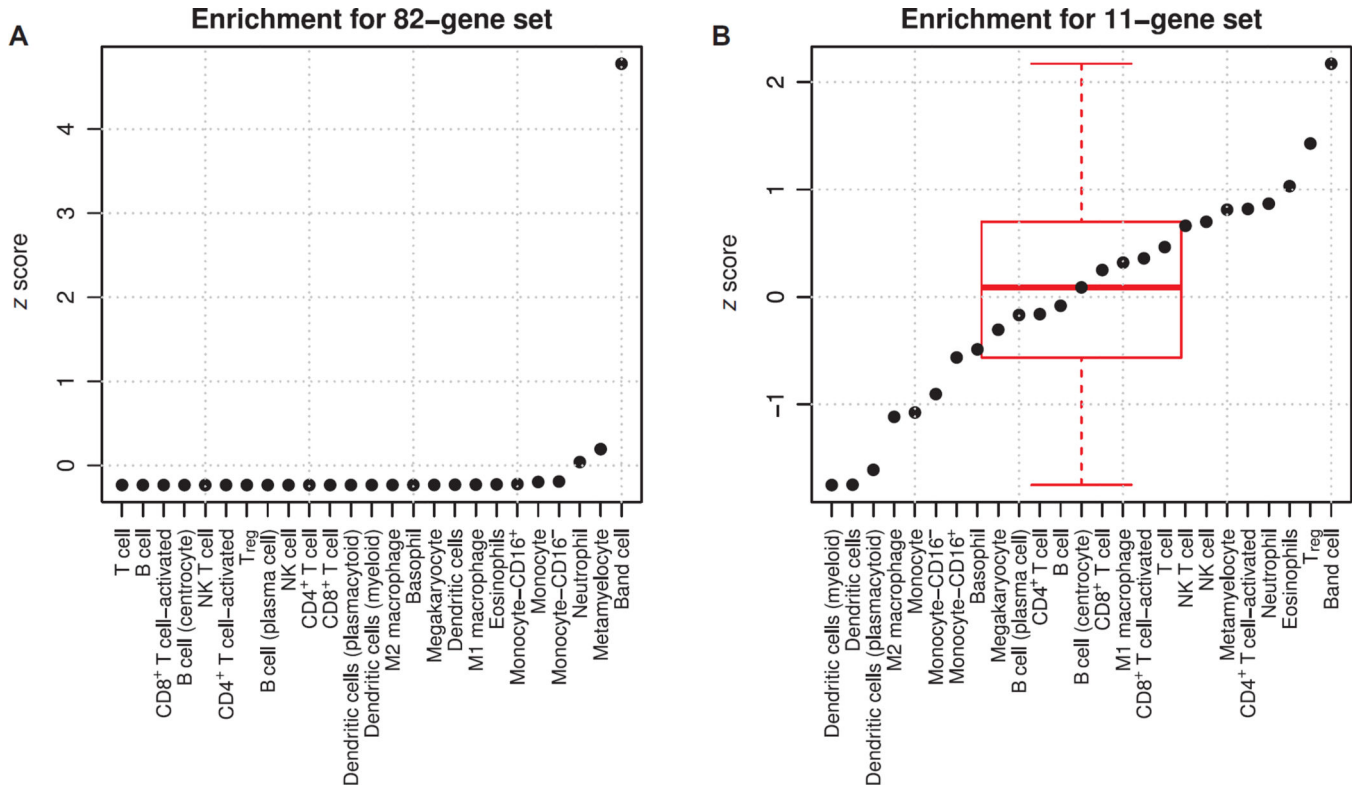 A
Enrichment for 82–gene set
z score
4
3
2
1
0
T cell
B cell
CD8+ T cell–activated
B cell (centrocyte)
NK T cell
CD4+ T cell–activated
Treg
B cell (plasma cell)
NK cell
CD4+ T cell
CD8+ T cell
Dendritic cells (plasmacytoid)
Dendritic cells (myeloid)
M2 macrophage
Basophil
Megakaryocyte
Dendritic cells
M1 macrophage
Eosinophils
Monocyte–CD16+
Monocyte
Monocyte–CD16−
Neutrophil
Metamyelocyte
Band cell
B
Enrichment for 11–gene set
z score
2
1
0
−1
Dendritic cells (myeloid)
Dendritic cells
Dendritic cells (plasmacytoid)
M2 macrophage
Monocyte
Monocyte–CD16−
Monocyte–CD16+
Basophil
Megakaryocyte
B cell (plasma cell)
CD4+ T cell
B cell
B cell (centrocyte)
CD8+ T cell
M1 macrophage
CD8+ T cell–activated
T cell
NK T cell
NK cell
Metamyelocyte
CD4+ T cell–activated
Neutrophil
Eosinophils
Treg
Band cell